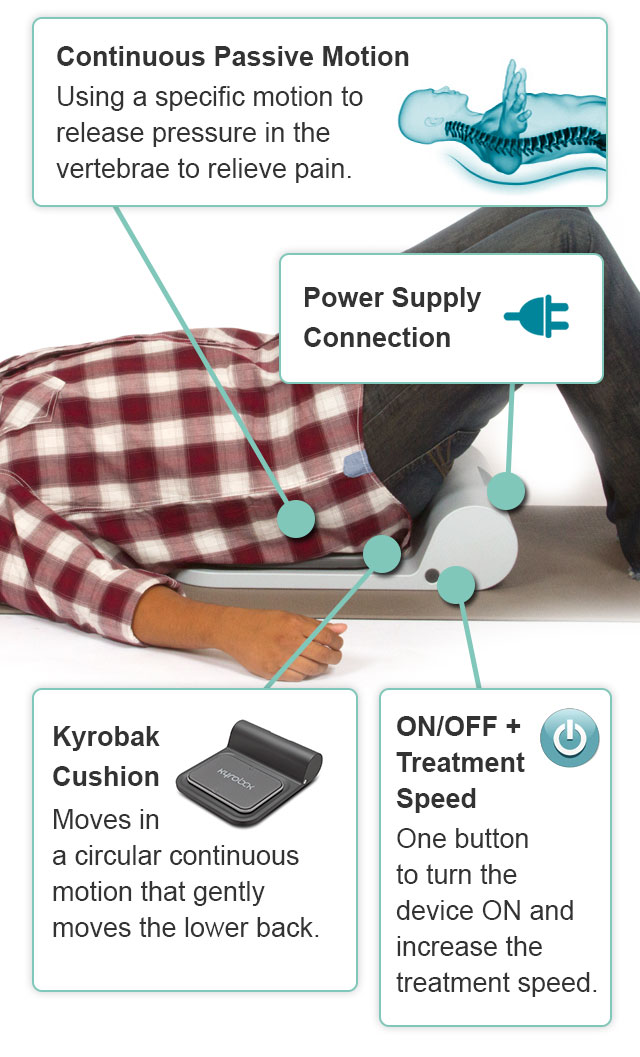 Continuous Passive Motion
Using a specific motion to
release pressure in the
vertebrae to relieve pain.
Power Supply
Connection
Kyrobak
Cushion
kyrobak
Moves in
a circular continuous
motion that gently
moves the lower back.
ON/OFF +
Treatment
Speed
One button
to turn the
device ON and
increase the
treatment speed.